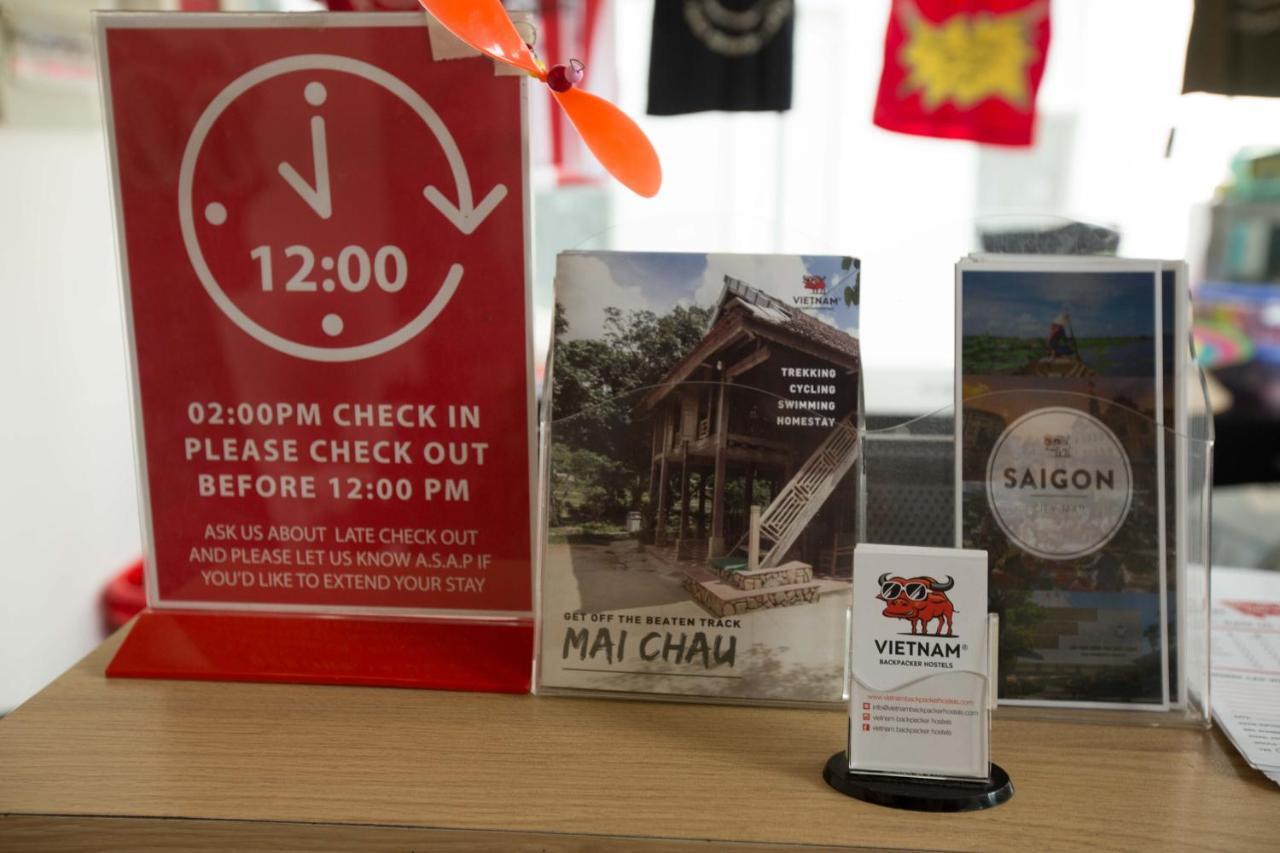 12:00
02:00PM CHECK IN
PLEASE CHECK OUT
BEFORE 12:00 PM
ASK US ABOUT LATE CHECK OUT
AND PLEASE LET US KNOW A.S.A.P IF
YOU'D LIKE TO EXTEND YOUR STAY
VIETNAM®
TREKKING
CYCLING
SWIMMING
HOMESTAY
GET OFF THE BEATEN TRACK
MAI CHAU
SAIGON
CITY MAP
VIETNAM®
BACKPACKER HOSTELS
www.vietnambackpackerhostels.com
info@vietnambackpackerhostels.com
vietnam backpacker hostels
vietnam backpacker hostels